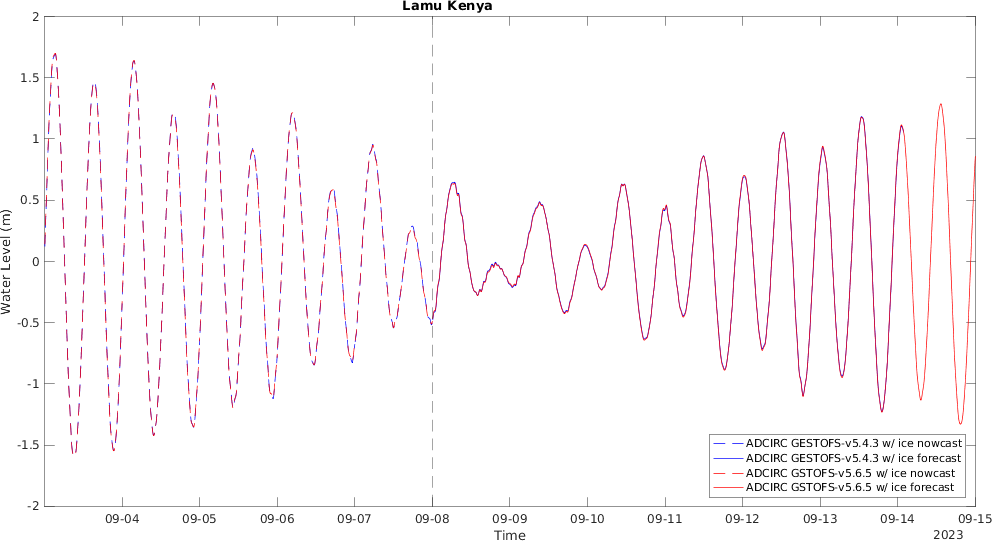 Lamu Kenya
2
1.5
1
0.5
0
-0.5
-1
-1.5
-2
Water Level (m)
09-04 09-05 09-06 09-07 09-08 09-09 09-10 09-11 09-12 09-13 09-14 09-15
Time
2023
ADCIRC GESTOFS-v5.4.3 w/ ice nowcast
ADCIRC GESTOFS-v5.4.3 w/ ice forecast
ADCIRC GSTOFS-v5.6.5 w/ ice nowcast
ADCIRC GSTOFS-v5.6.5 w/ ice forecast